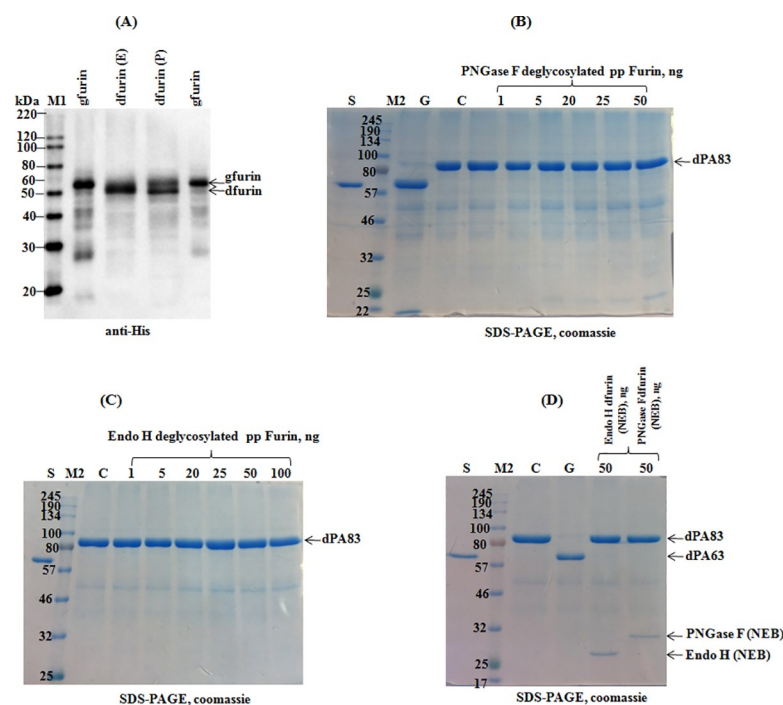 (A)
gfurin
dfurin (E)
dfurin (P)
gfurin
kDa M1
220
120
100
80
60
50
40
30
20
gfurin
dfurin
anti-His
(B)
PNGase F deglycosylated pp Furin, ng
S M2 G C 1 5 20 25 50
245
190
134
100
80
57
46
32
25
22
dPA83
SDS-PAGE, coomassie
(C)
Endo H deglycosylated pp Furin, ng
S M2 C 1 5 20 25 50 100
245
190
134
100
80
57
46
32
25
dPA83
SDS-PAGE, coomassie
(D)
Endo H dfurin
(NEB), ng
PNGase Fdfurin
(NEB), ng
S M2 C G 50 50
245
190
134
100
80
57
46
32
25
17
dPA83
dPA63
PNGase F (NEB)
Endo H (NEB)
SDS-PAGE, coomassie